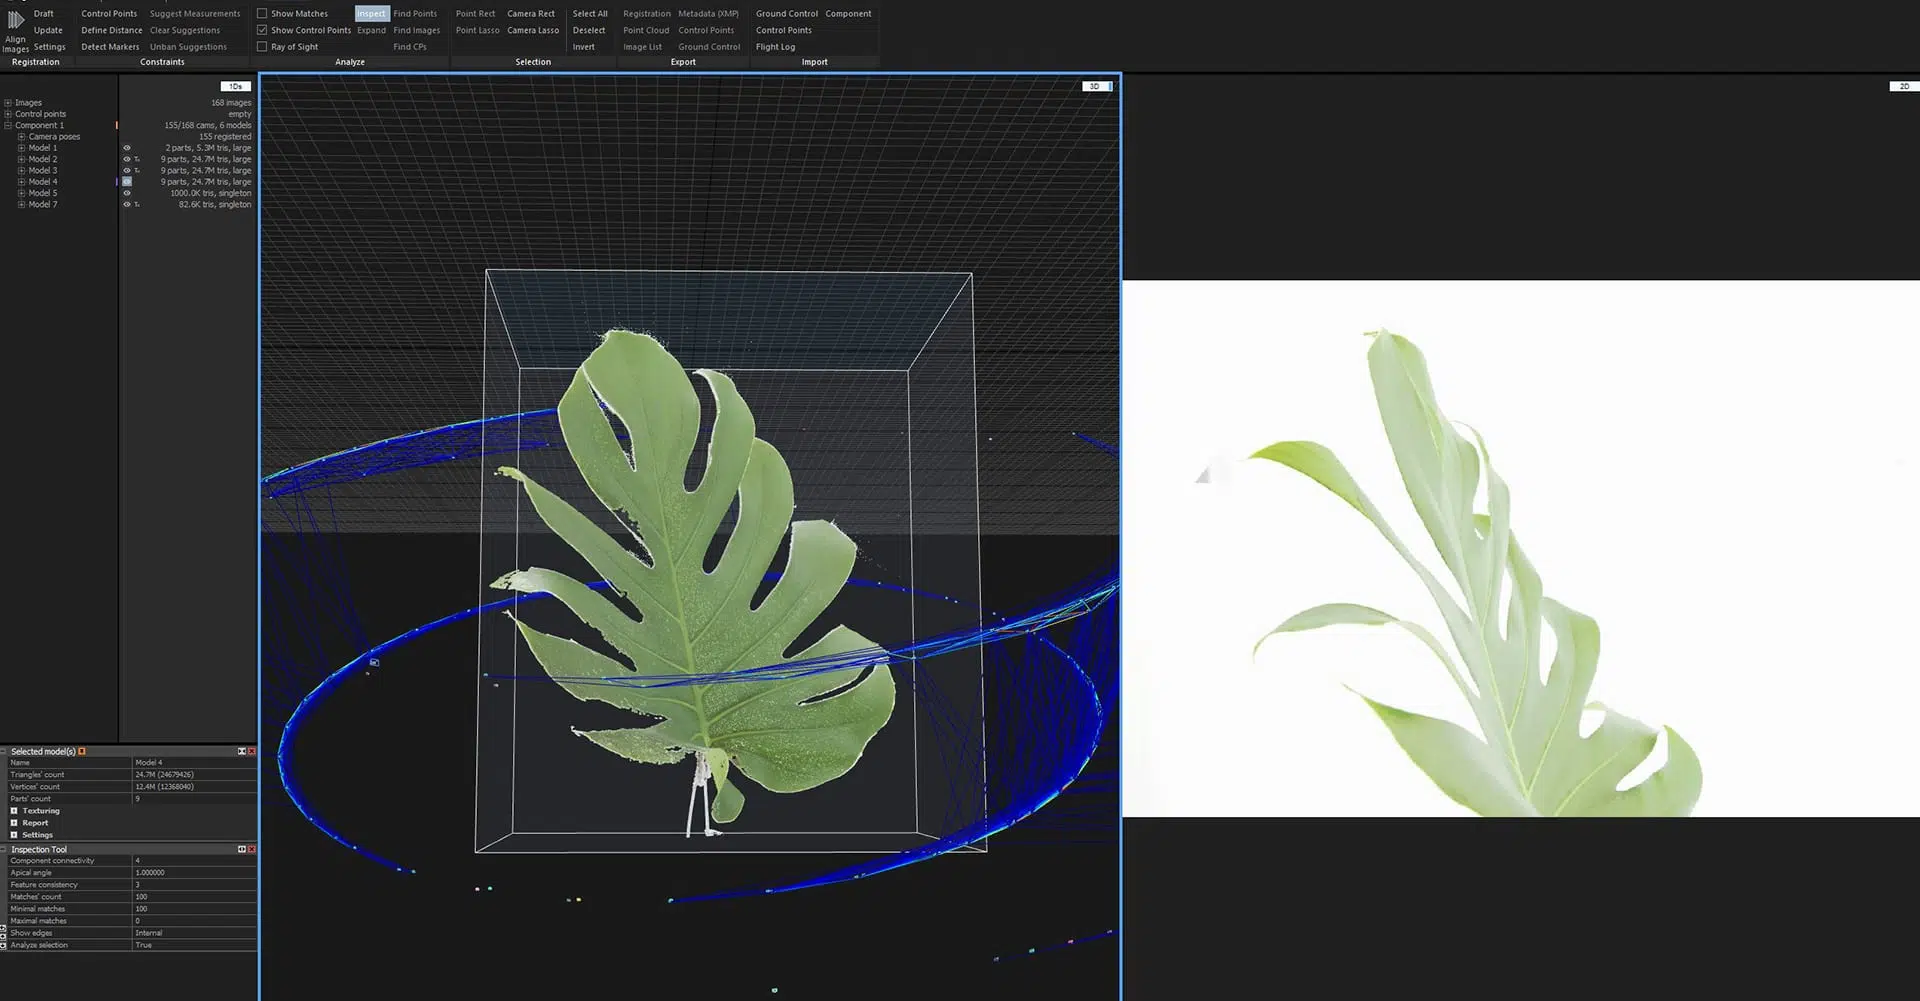 Draft Control Points Suggest Measurements Show Matches Inspect Find Points Point Rect Camera Rect Select All Registration Metadata (XMP) Ground Control Component
Align Images Update Define Distance Clear Suggestions Show Control Points Expand Find Images Point Lasso Camera Lasso Deselect Point Cloud Control Points Control Points
Settings Detect Markers Unban Suggestions Ray of Sight Find CPs Invert Image List Ground Control Flight Log
Registration Constraints Analyze Selection Export Import
1Ds 3D 2D
Images 168 images
Control points empty
Component 1 155/168 cams, 6 models
Camera poses 155 registered
Model 1 2 parts, 5.3M tris, large
Model 2 9 parts, 24.7M tris, large
Model 3 9 parts, 24.7M tris, large
Model 4 9 parts, 24.7M tris, large
Model 5 1000.0K tris, singleton
Model 7 82.6K tris, singleton
Selected model(s)
Name Model 4
Triangles' count 24.7M (24679426)
Vertices' count 12.4M (12368040)
Parts' count 9
Texturing
Report
Settings
Inspection Tool
Component connectivity 4
Apical angle 1.000000
Feature consistency 3
Matches' count 100
Minimal matches 100
Maximal matches 0
Show edges Internal
Analyze selection True